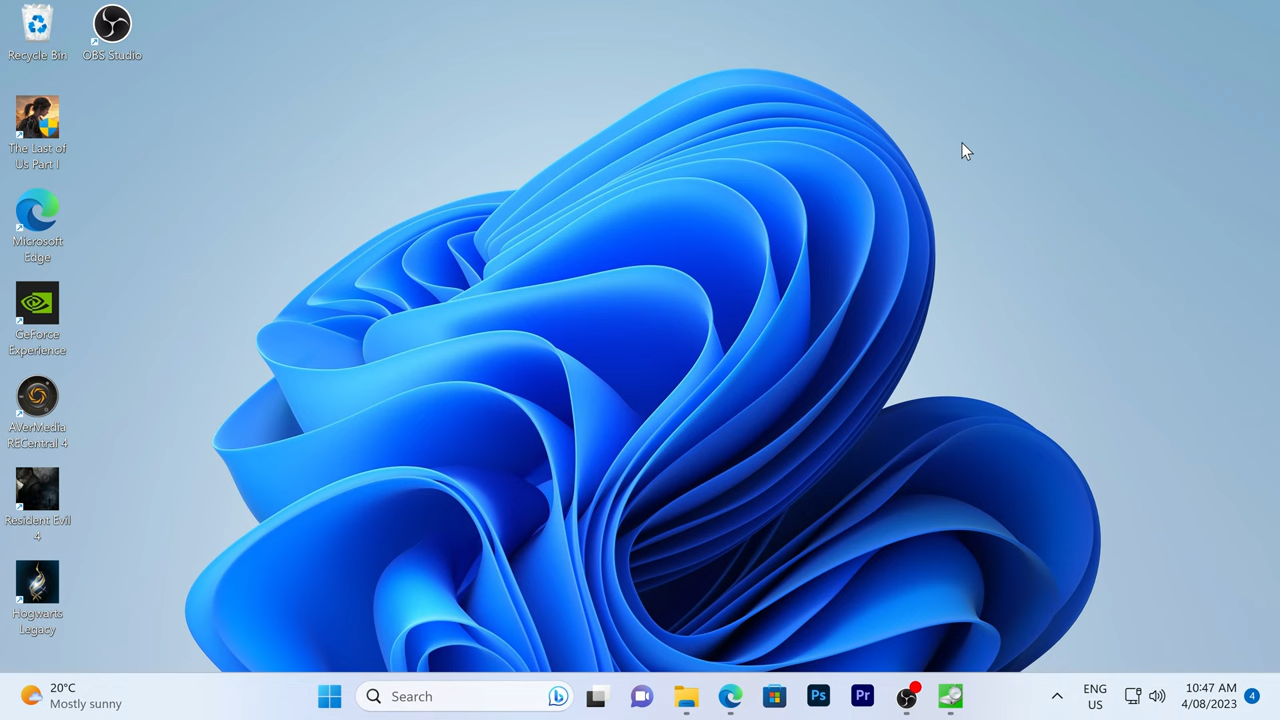 Recycle Bin
OBS Studio
The Last of
Us Part I
Microsoft
Edge
GeForce
Experience
AVerMedia
RECentral 4
Resident Evil
4
Hogwarts
Legacy
20°C
Mostly sunny
Search
Ps
Pr
ENG
US
10:47 AM
4/08/2023
4